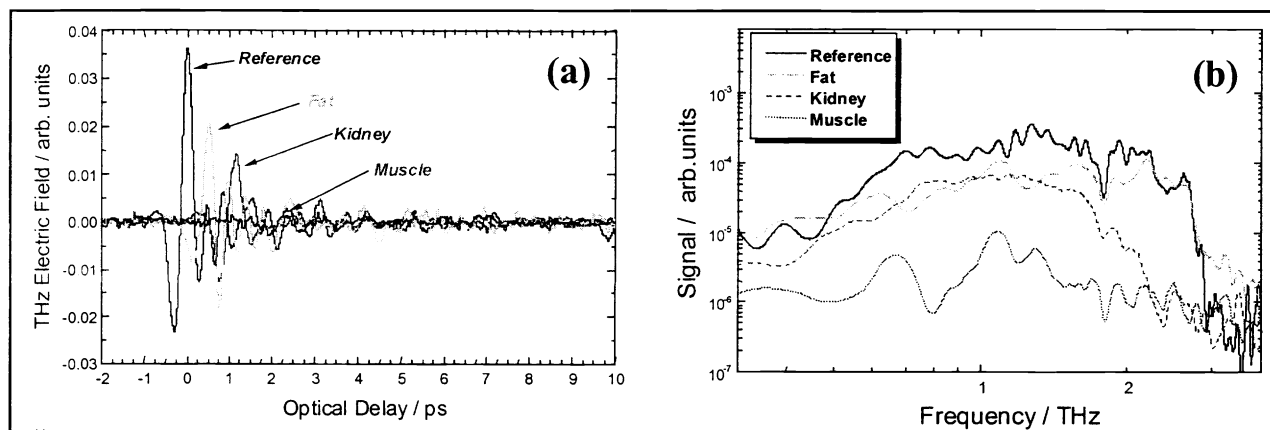 (a)
THz Electric Field / arb. units
0.04
0.03
0.02
0.01
0.00
-0.01
-0.02
-0.03
Reference
Fat
Kidney
Muscle
-2 -1 0 1 2 3 4 5 6 7 8 9 10
Optical Delay / ps
(b)
Signal / arb.units
10-3
10-4
10-5
10-6
10-7
Reference
Fat
Kidney
Muscle
1 2
Frequency / THz